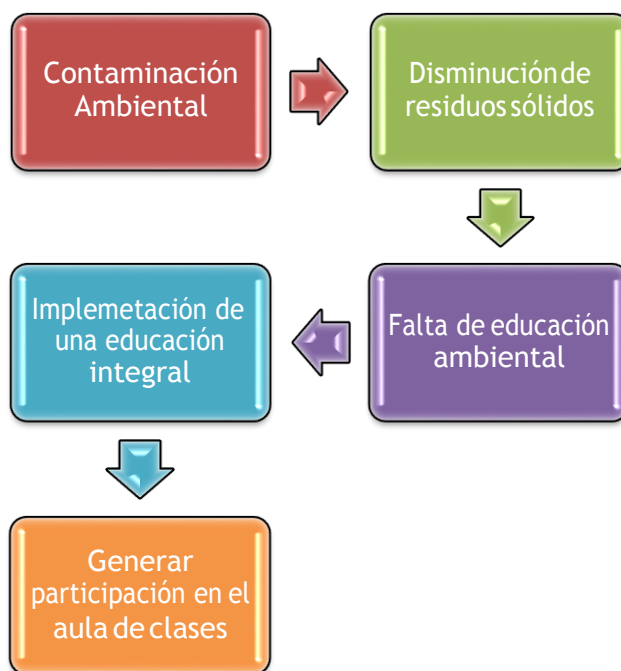 Contaminación
Ambiental
Disminución de
residuos sólidos
Falta de educación
ambiental
Implemetación de
una educación
integral
Generar
participación en el
aula de clases